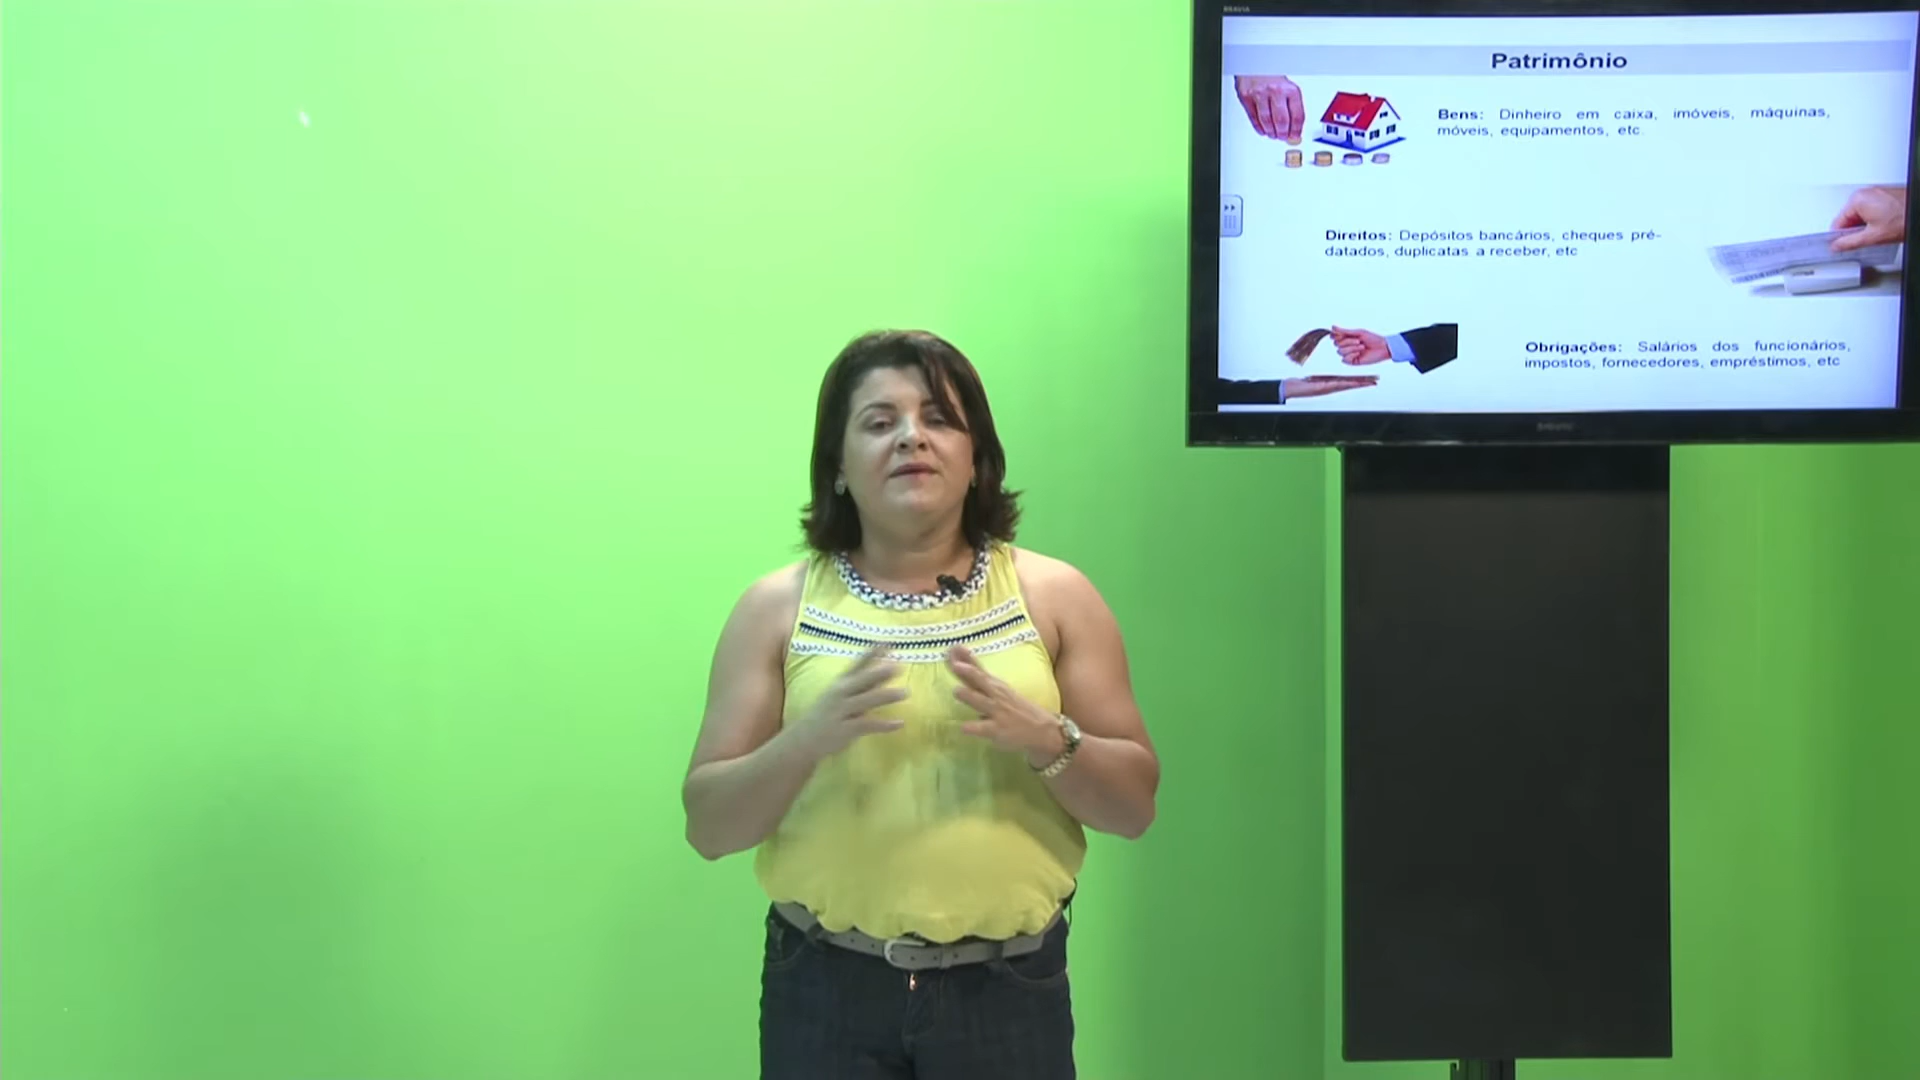 BRAVIA
Patrimônio
Bens: Dinheiro em caixa, imóveis, máquinas,
móveis, equipamentos, etc.
Direitos: Depósitos bancários, cheques pré-
datados, duplicatas a receber, etc
Obrigações: Salários dos funcionários,
impostos, fornecedores, empréstimos, etc